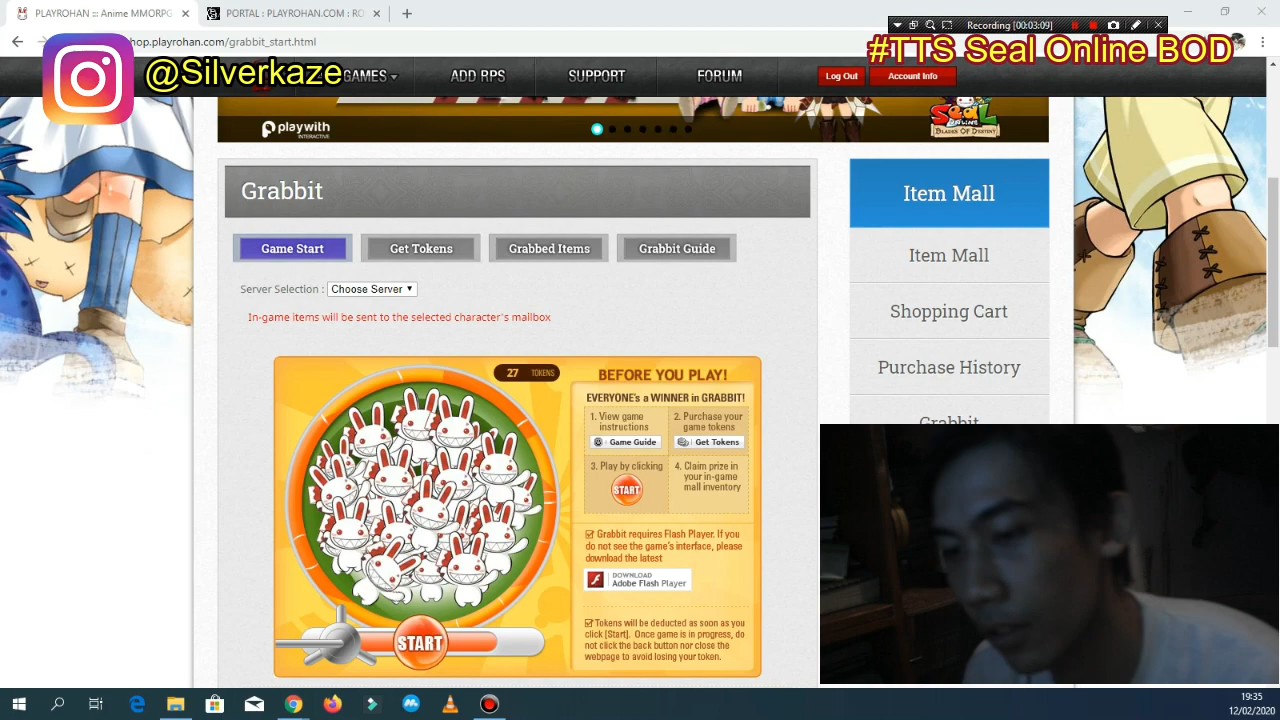 PLAYROHAN :: Anime MMORPG
PORTAL : PLAYROHAN.COM : RO
Recording [00:03:09]
hop.playrohan.com/grabbit_start.html
@Silverkaze
#TTS Seal Online BOD
GAMES
ADD RPS
SUPPORT
FORUM
Log Out
Account Info
playwith
INTERACTIVE
SeaL
ONLINE
BLADES OF DESTINY
Grabbit
Game Start
Get Tokens
Grabbed Items
Grabbit Guide
Server Selection :
Choose Server
In-game items will be sent to the selected character's mailbox
27 TOKENS
START
BEFORE YOU PLAY!
EVERYONE's a WINNER in GRABBIT!
1. View game
instructions
Game Guide
2. Purchase your
game tokens
Get Tokens
3. Play by clicking
START
4. Claim prize in
your in-game
mall inventory
Grabbit requires Flash Player. If you
do not see the game's interface, please
download the latest
DOWNLOAD
Adobe Flash Player
Tokens will be deducted as soon as you
click [Start]. Once game is in progress, do
not click the back button nor close the
webpage to avoid losing your token.
Item Mall
Item Mall
Shopping Cart
Purchase History
Grabbit
19:35
12/02/2020